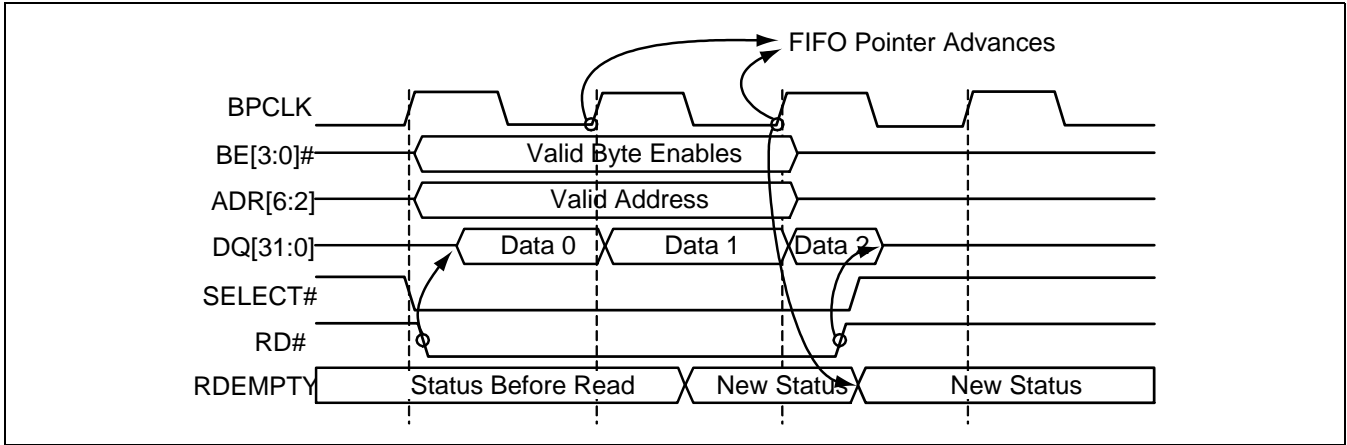 FIFO Pointer Advances
BPCLK
BE[3:0]# Valid Byte Enables
ADR[6:2] Valid Address
DQ[31:0] Data 0 Data 1 Data 2
SELECT#
RD#
RDEMPTY Status Before Read New Status New Status